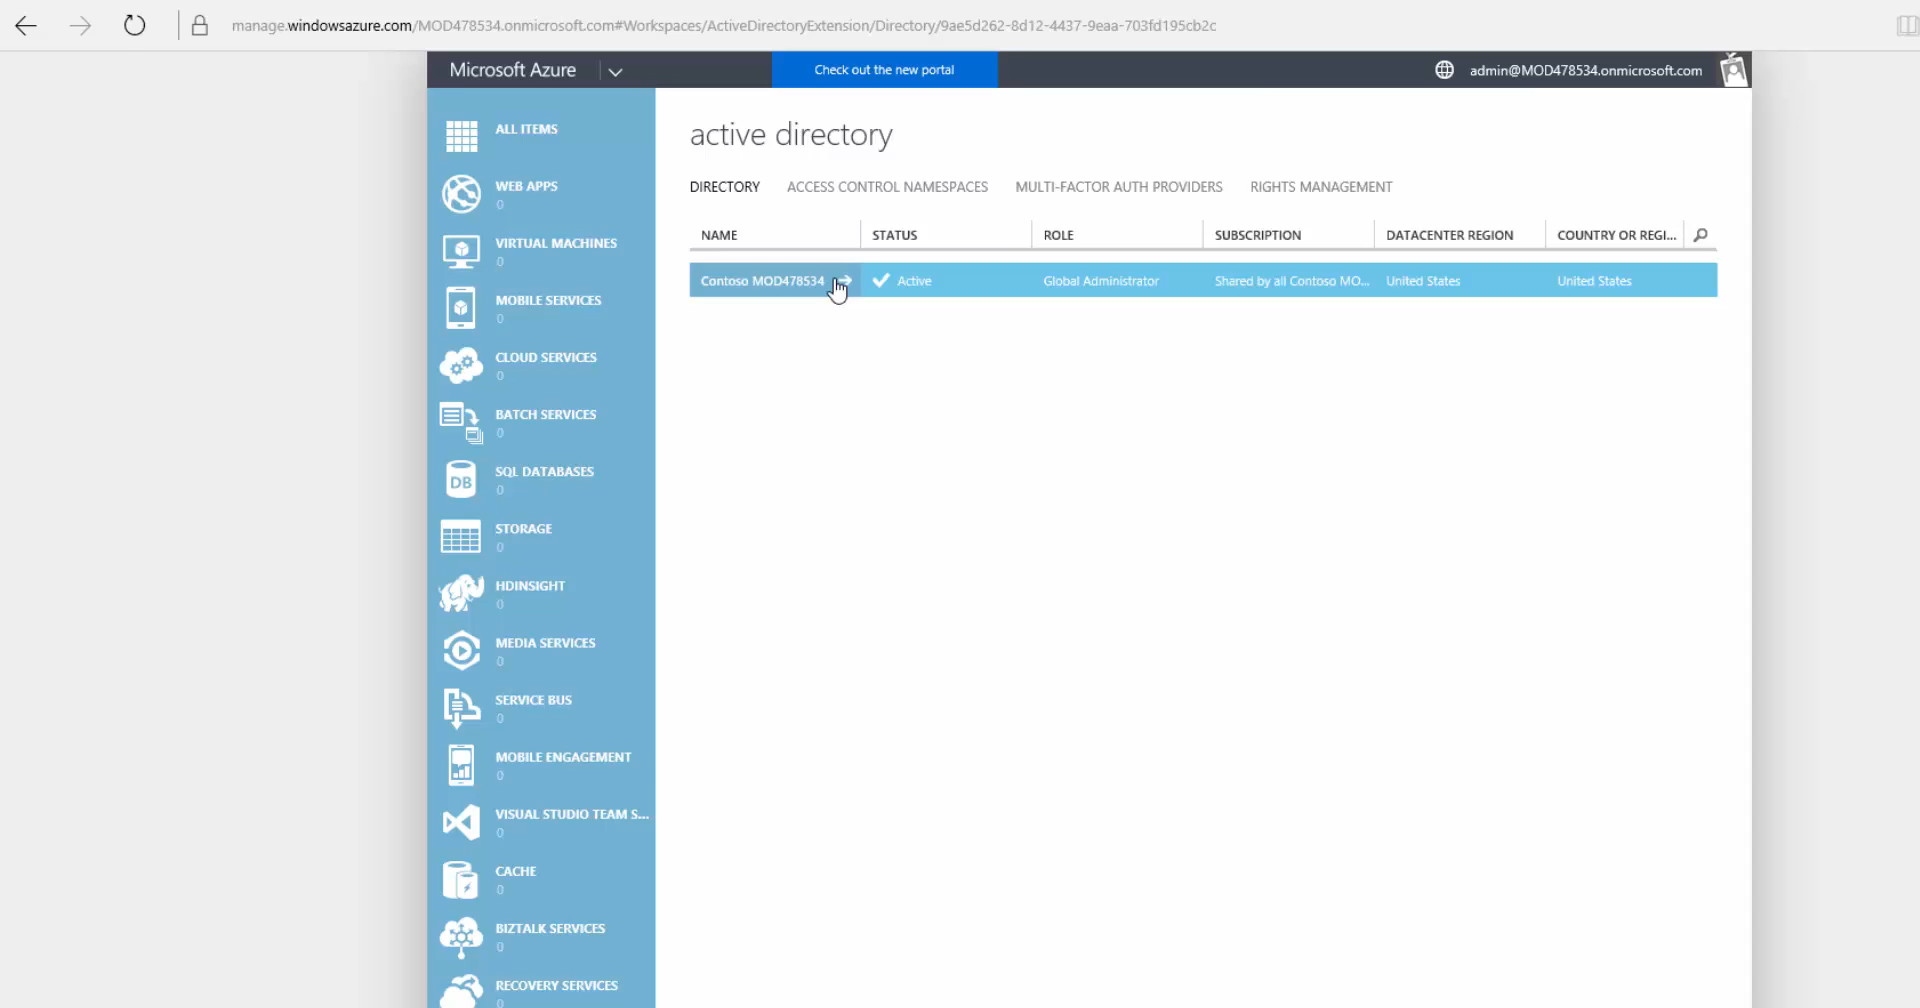 manage.windowsazure.com/MOD478534.onmicrosoft.com#Workspaces/ActiveDirectoryExtension/Directory/9ae5d262-8d12-4437-9eaa-703fd195cb2c
Microsoft Azure
Check out the new portal
admin@MOD478534.onmicrosoft.com
ALL ITEMS
WEB APPS
0
VIRTUAL MACHINES
0
MOBILE SERVICES
0
CLOUD SERVICES
0
BATCH SERVICES
0
DB
SQL DATABASES
0
STORAGE
0
HDINSIGHT
0
MEDIA SERVICES
0
SERVICE BUS
0
MOBILE ENGAGEMENT
0
VISUAL STUDIO TEAM S...
0
CACHE
0
BIZTALK SERVICES
0
RECOVERY SERVICES
0
active directory
DIRECTORY ACCESS CONTROL NAMESPACES MULTI-FACTOR AUTH PROVIDERS RIGHTS MANAGEMENT
NAME STATUS ROLE SUBSCRIPTION DATACENTER REGION COUNTRY OR REGI...
Contoso MOD478534 Active Global Administrator Shared by all Contoso MO... United States United States